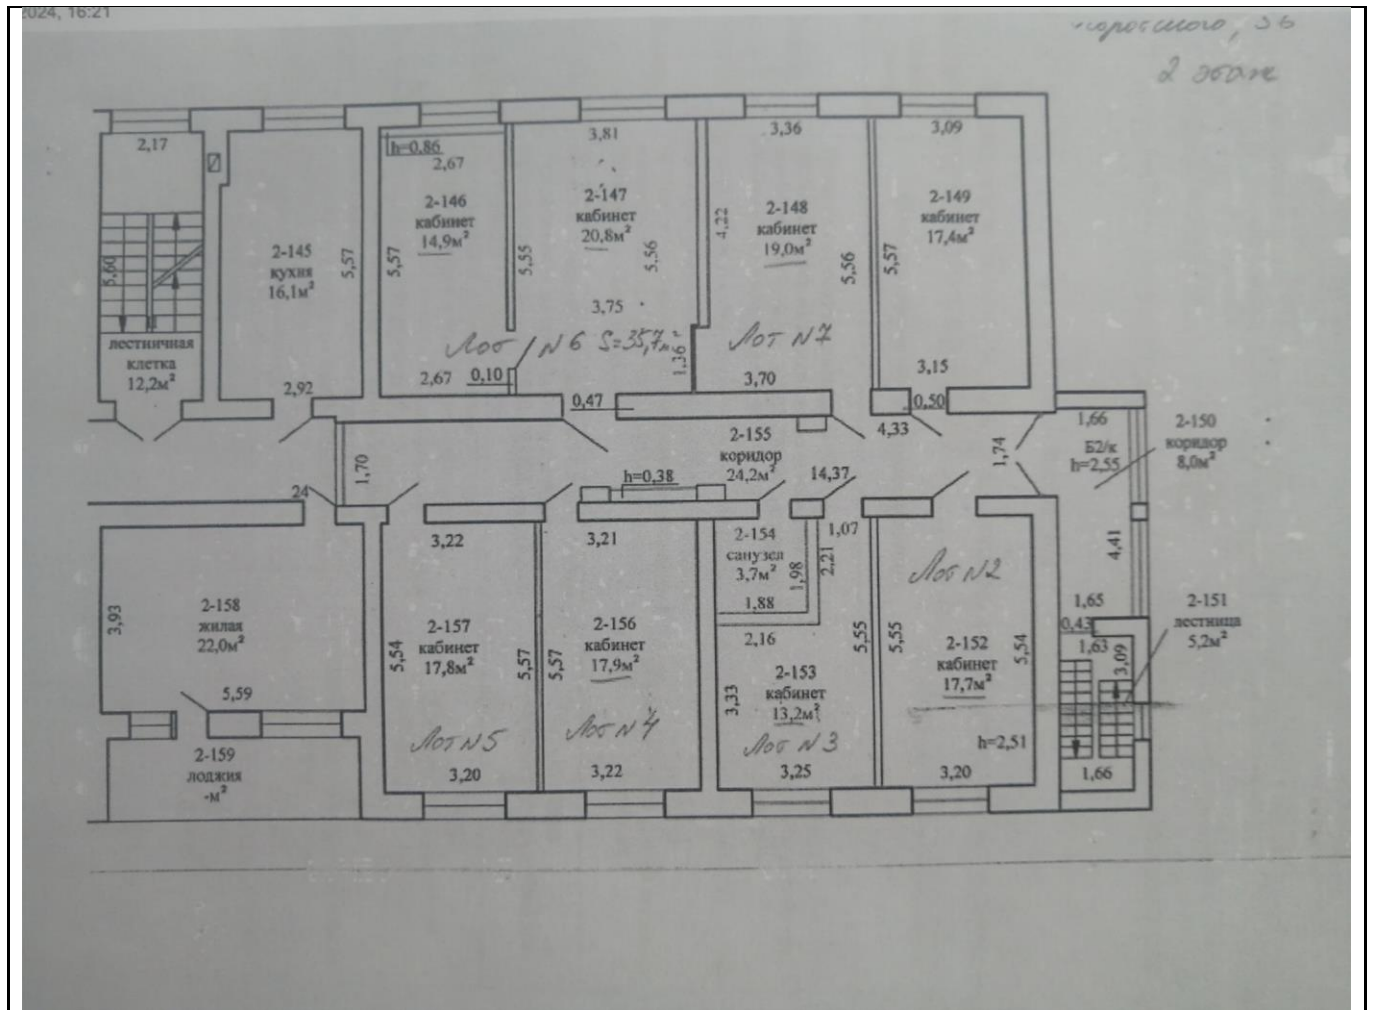 2024, 16:21
2 этаж
2,17
5,60
лестничная
клетка
12,2м²
2-145
кухня
16,1м²
5,57
2,92
h=0,86
2,67
2-146
кабинет
14,9м²
5,57
2,67
0,10
3,81
2-147
кабинет
20,8м²
5,55
5,56
3,75
Лот N6 S=35,7м²
1,36
0,47
3,36
4,22
2-148
кабинет
19,0м²
5,56
Лот N7
3,70
3,09
2-149
кабинет
17,4м²
5,57
3,15
0,50
4,33
1,70
24
h=0,38
2-155
коридор
24,2м²
14,37
1,74
1,66
Б2/к
h=2,55
2-150
коридор
8,0м²
4,41
1,65
0,43
1,63
3,09
2-151
лестница
5,2м²
1,66
3,93
2-158
жилая
22,0м²
5,59
2-159
лоджия
-м²
3,22
2-157
кабинет
17,8м²
5,54
5,57
Лот N5
3,20
3,21
2-156
кабинет
17,9м²
5,57
Лот N4
3,22
2-154
санузел
3,7м²
1,98
1,88
1,07
2,21
2,16
5,55
3,33
2-153
кабинет
13,2м²
Лот N3
3,25
Лот N2
5,55
2-152
кабинет
17,7м²
5,54
h=2,51
3,20